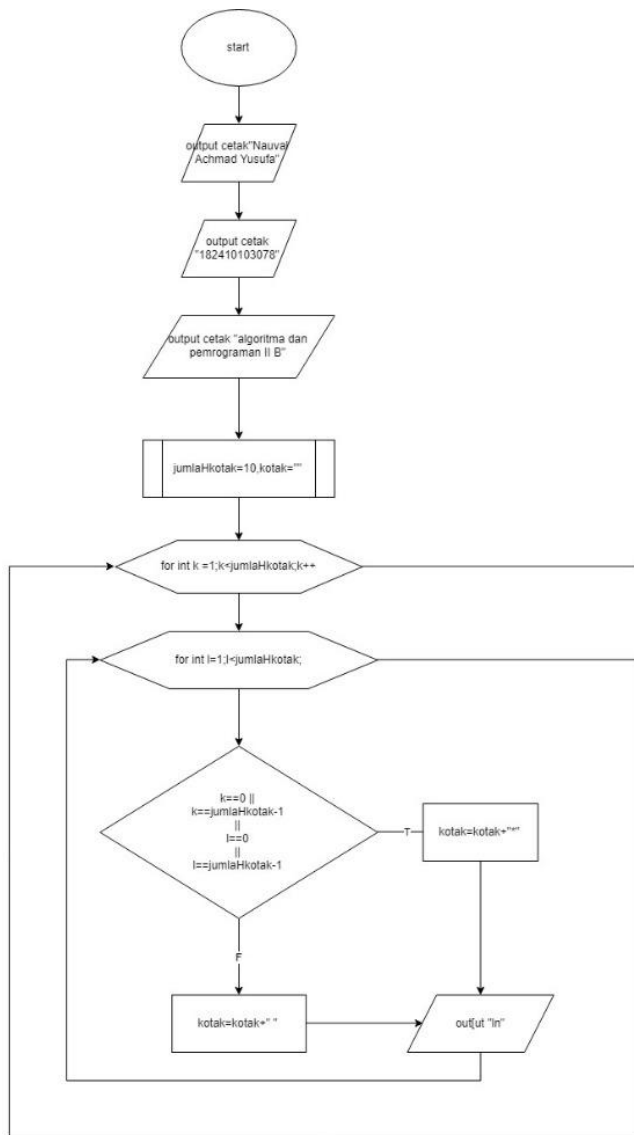 start
output cetak"Nauval
Achmad Yusufa"
output cetak
"182410103078"
output cetak "algoritma dan
pemrograman II B"
jumlaHkotak=10,kotak=""
for int k =1;k<jumlaHkotak;k++
for int l=1;l<jumlaHkotak;
k==0 ||
k==jumlaHkotak-1
||
l==0
||
l==jumlaHkotak-1
T
kotak=kotak+"*"
F
kotak=kotak+" "
out[ut "ln"